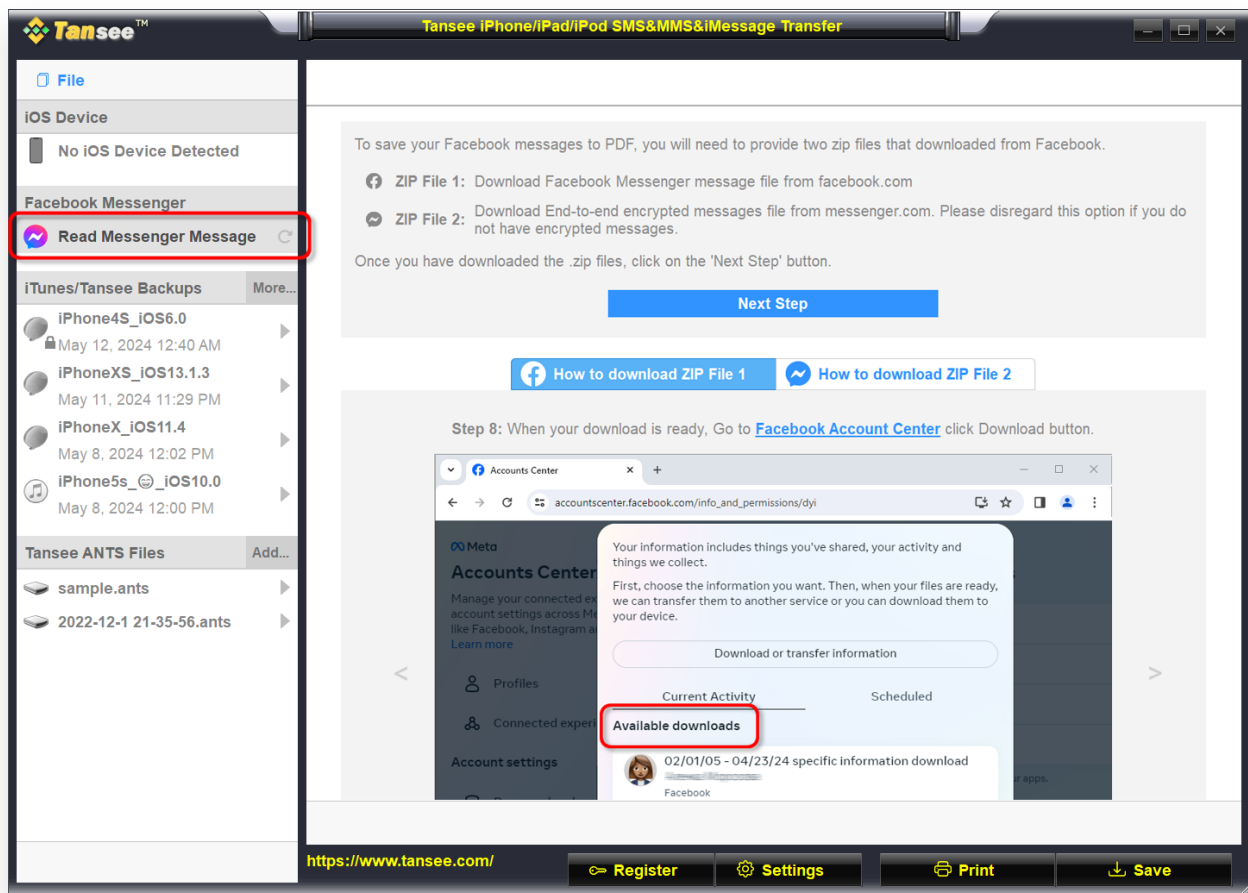 Tansee™
Tansee iPhone/iPad/iPod SMS&MMS&iMessage Transfer
File
iOS Device
No iOS Device Detected
Facebook Messenger
Read Messenger Message
iTunes/Tansee Backups More...
iPhone4S_iOS6.0
May 12, 2024 12:40 AM
iPhoneXS_iOS13.1.3
May 11, 2024 11:29 PM
iPhoneX_iOS11.4
May 8, 2024 12:02 PM
iPhone5s_😁_iOS10.0
May 8, 2024 12:00 PM
Tansee ANTS Files Add...
sample.ants
2022-12-1 21-35-56.ants
To save your Facebook messages to PDF, you will need to provide two zip files that downloaded from Facebook.
ZIP File 1: Download Facebook Messenger message file from facebook.com
ZIP File 2: Download End-to-end encrypted messages file from messenger.com. Please disregard this option if you do
not have encrypted messages.
Once you have downloaded the .zip files, click on the 'Next Step' button.
Next Step
How to download ZIP File 1 How to download ZIP File 2
Step 8: When your download is ready, Go to Facebook Account Center click Download button.
Accounts Center
accountscenter.facebook.com/info_and_permissions/dyi
Meta
Accounts Center
Manage your connected ex
account settings across Me
like Facebook, Instagram a
Learn more
Profiles
Connected experi
Account settings
Your information includes things you've shared, your activity and
things we collect.
First, choose the information you want. Then, when your files are ready,
we can transfer them to another service or you can download them to
your device.
Download or transfer information
Current Activity Scheduled
Available downloads
02/01/05 - 04/23/24 specific information download
Facebook
ur apps.
https://www.tansee.com/
Register Settings Print Save